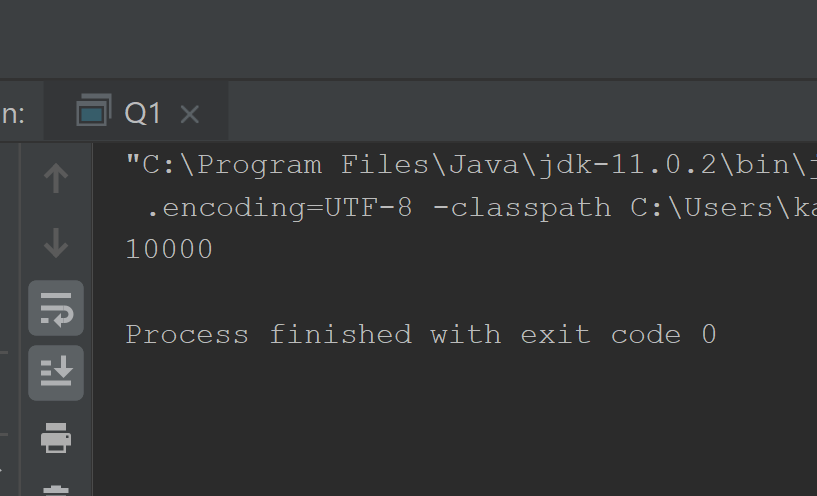 n:
Q1
"C:\Program Files\Java\jdk-11.0.2\bin\
.encoding=UTF-8 -classpath C:\Users\
10000
Process finished with exit code 0